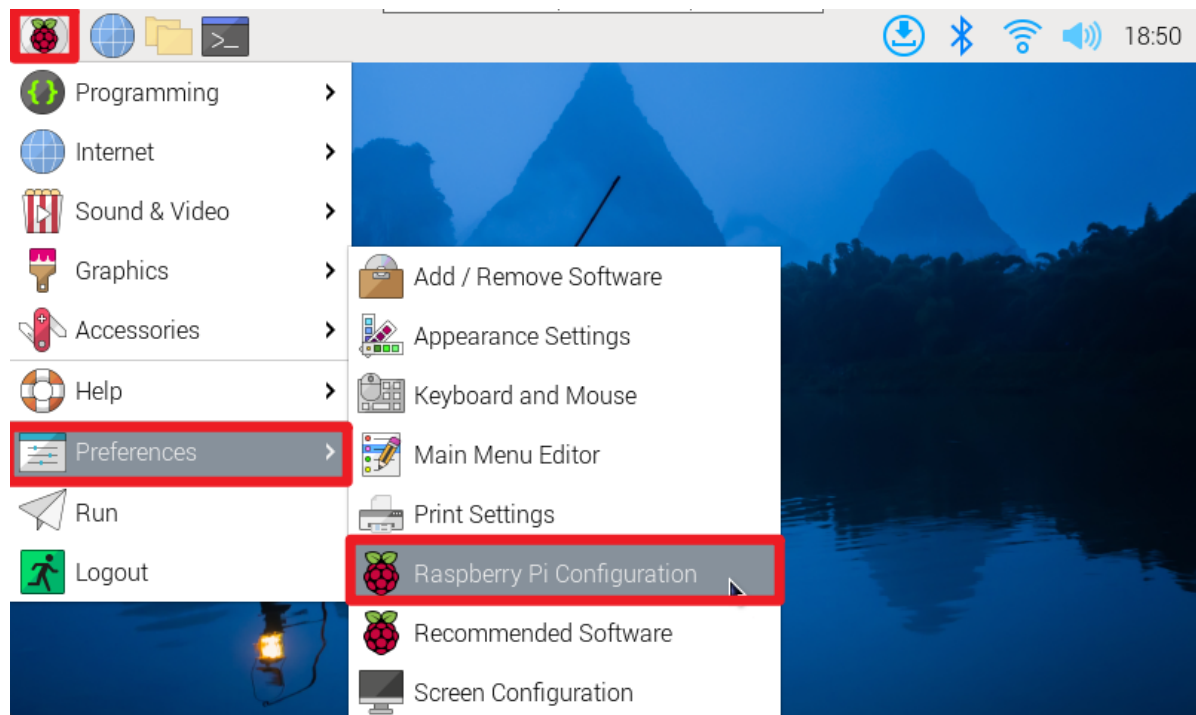 18:50
Programming
Internet
Sound & Video
Graphics
Accessories
Help
Preferences
Run
Logout
Add / Remove Software
Appearance Settings
Keyboard and Mouse
Main Menu Editor
Print Settings
Raspberry Pi Configuration
Recommended Software
Screen Configuration